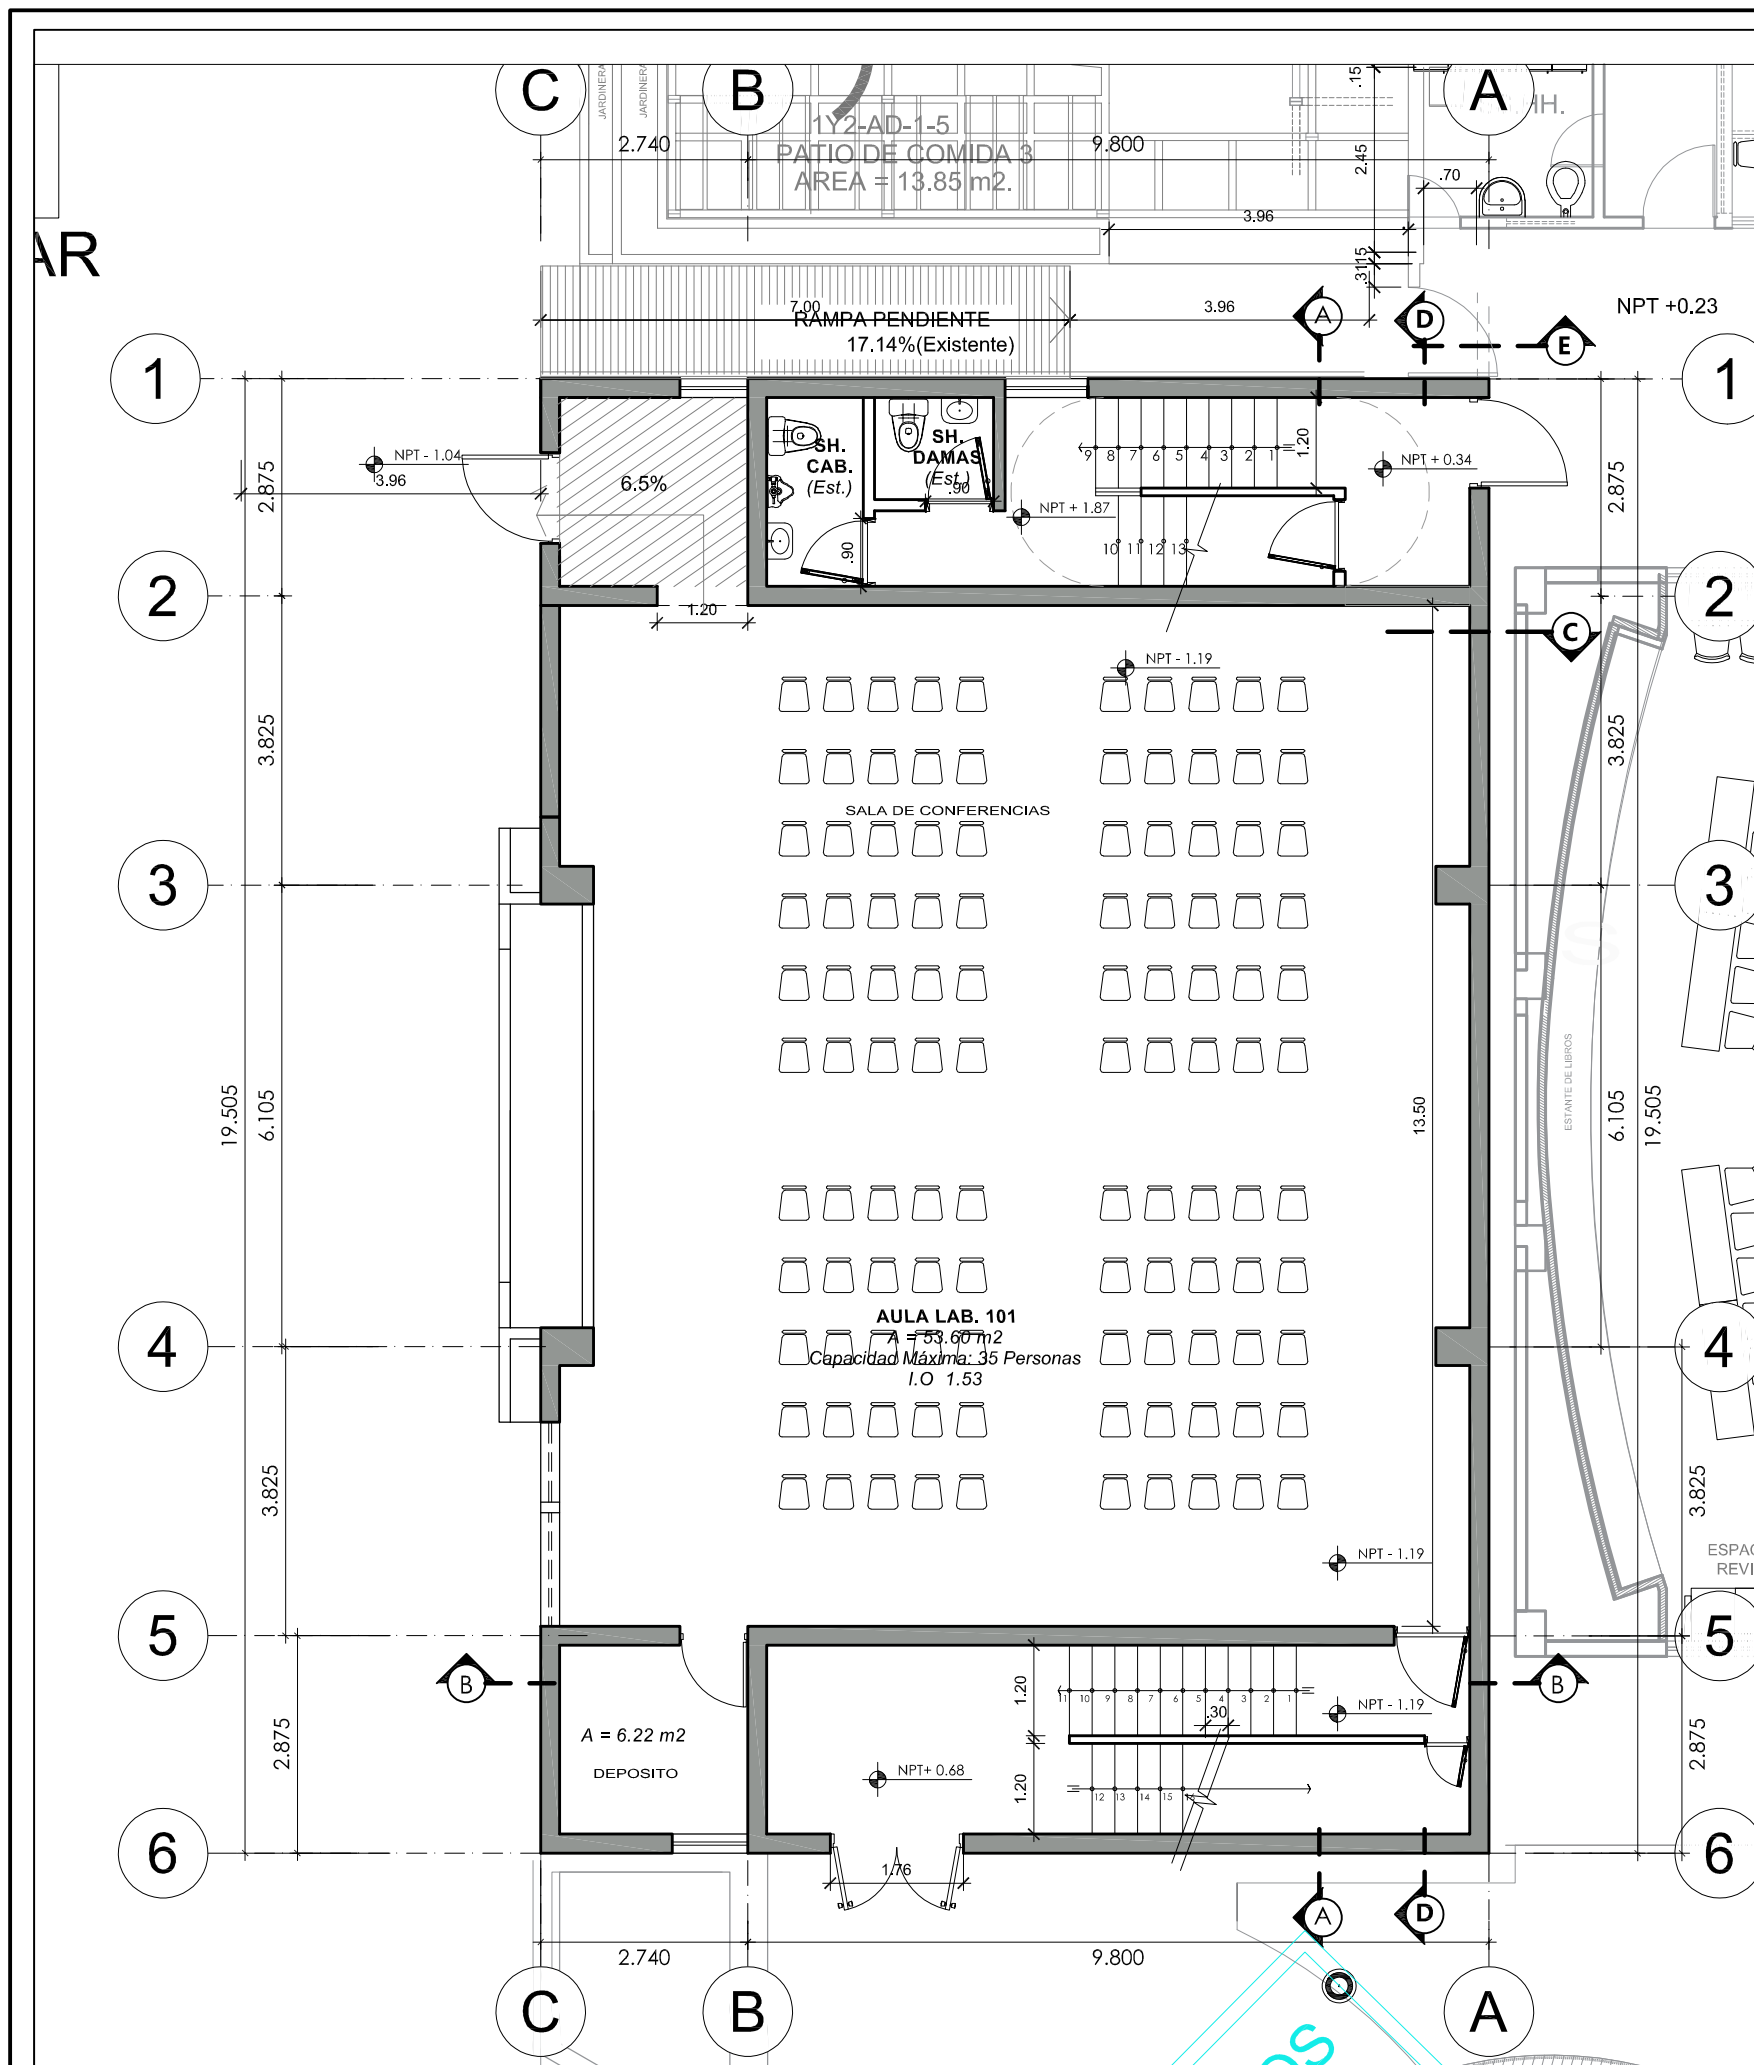 C
B
A
JARDINERA
JARDINERA
.15
HH.
1Y2-AD-1-5
PATIO DE COMIDA 3
AREA = 13.85 m2.
2.740
9.800
2.45
.70
3.96
AR
.15
.31
7.00
RAMPA PENDIENTE
17.14%(Existente)
3.96
A
D
E
NPT +0.23
1
1
NPT - 1.04
3.96
2.875
6.5%
SH.
CAB.
(Est.)
SH.
DAMAS
(Est.)
.90
.90
9 8 7 6 5 4 3 2 1
1.20
NPT + 0.34
NPT + 1.87
10 11 12 13
2.875
2
2
1.20
C
NPT - 1.19
3.825
3.825
SALA DE CONFERENCIAS
3
3
S
19.505
6.105
13.50
ESTANTE DE LIBROS
6.105
19.505
AULA LAB. 101
A = 53.60 m2
Capacidad Máxima: 35 Personas
I.O 1.53
4
4
3.825
3.825
NPT - 1.19
ESPAC
REVI
5
5
B
B
11 10 9 8 7 6 5 4 3 2 1
1.20
.30
NPT - 1.19
A = 6.22 m2
DEPOSITO
2.875
2.875
NPT+ 0.68
1.20
12 13 14 15 16
6
6
1.76
A
D
2.740
9.800
C
B
A
OS